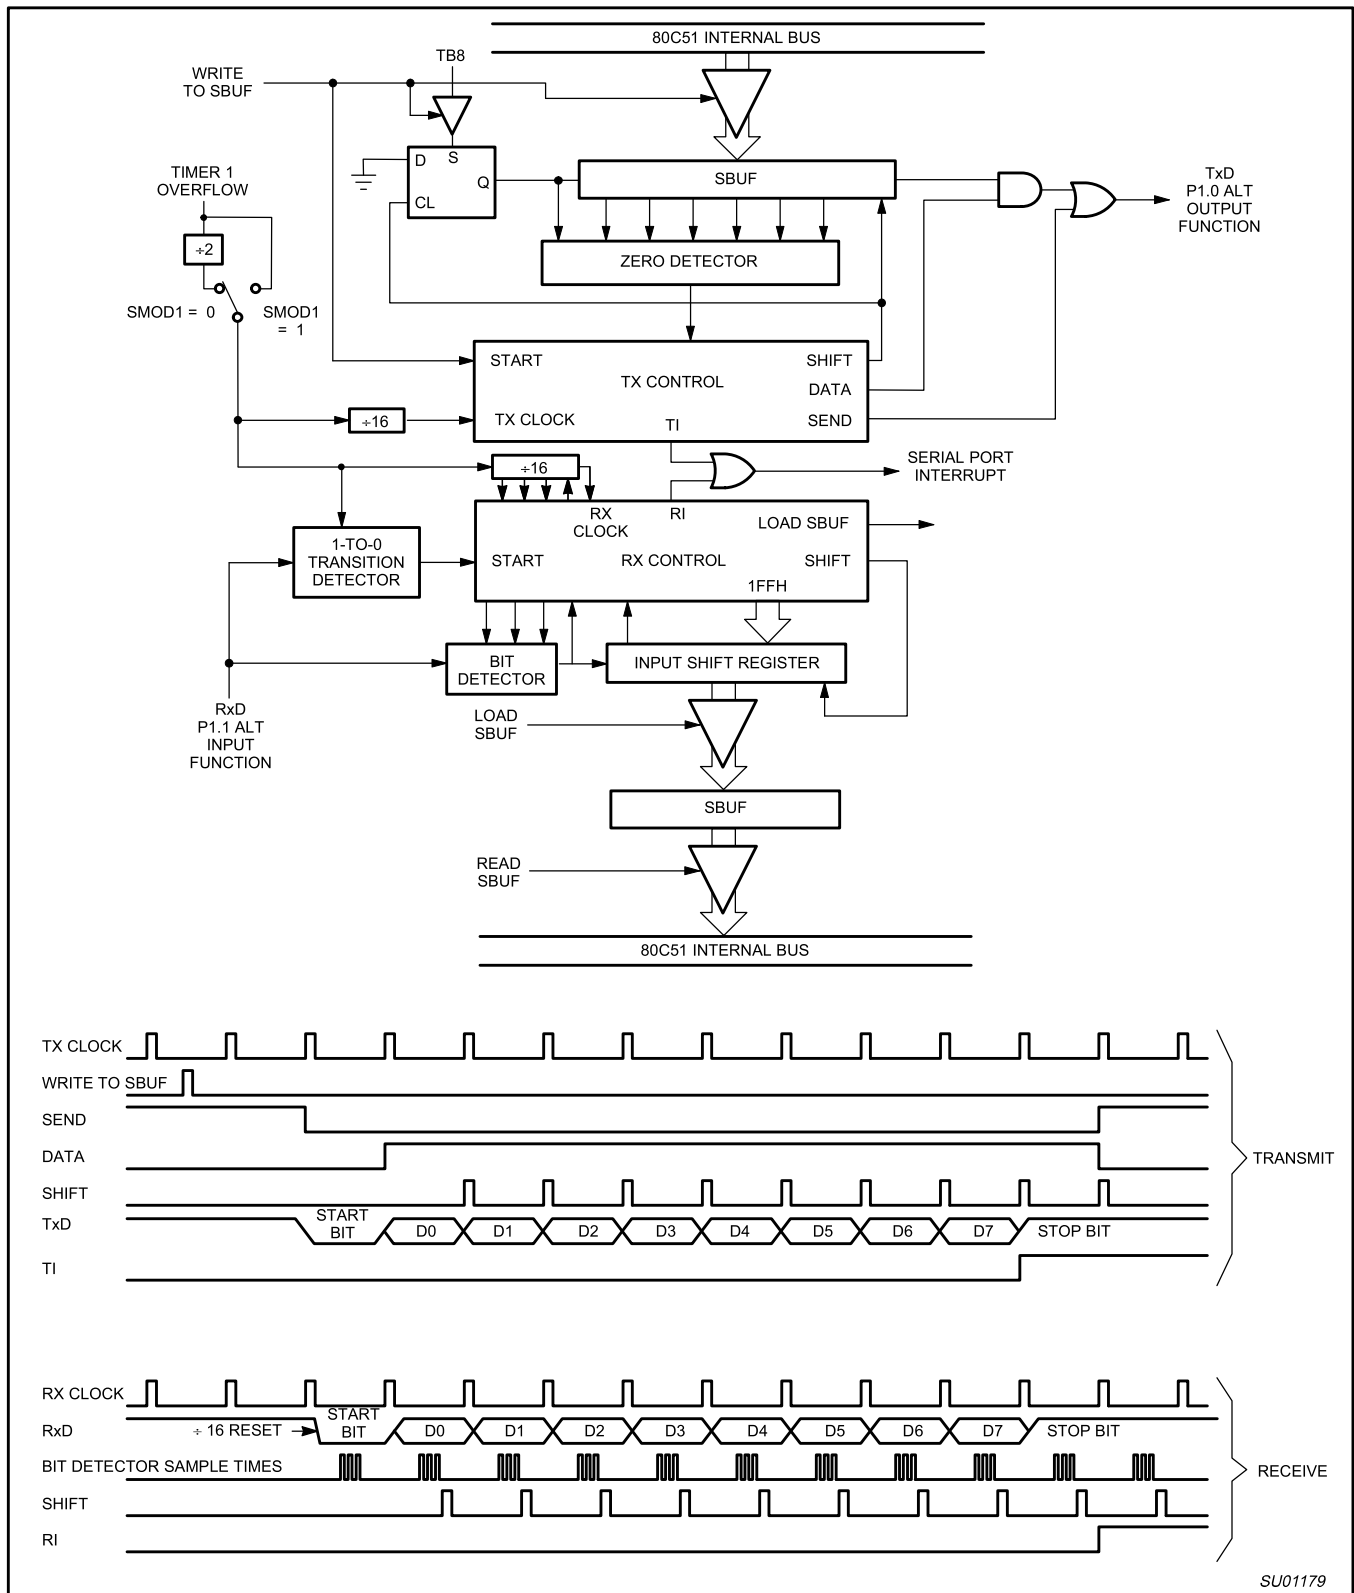 80C51 INTERNAL BUS
TB8
WRITE
TO SBUF
D
S
Q
CL
SBUF
TxD
P1.0 ALT
OUTPUT
FUNCTION
TIMER 1
OVERFLOW
÷2
SMOD1 = 0
SMOD1
= 1
ZERO DETECTOR
START
SHIFT
TX CONTROL
DATA
÷16
TX CLOCK
TI
SEND
SERIAL PORT
INTERRUPT
÷16
RX
CLOCK
RI
LOAD SBUF
1-TO-0
TRANSITION
DETECTOR
START
RX CONTROL
SHIFT
1FFH
BIT
DETECTOR
INPUT SHIFT REGISTER
RxD
P1.1 ALT
INPUT
FUNCTION
LOAD
SBUF
SBUF
READ
SBUF
80C51 INTERNAL BUS
TX CLOCK
WRITE TO SBUF
SEND
DATA
SHIFT
TxD
START
BIT
D0
D1
D2
D3
D4
D5
D6
D7
STOP BIT
TI
TRANSMIT
RX CLOCK
RxD
÷ 16 RESET
START
BIT
D0
D1
D2
D3
D4
D5
D6
D7
STOP BIT
BIT DETECTOR SAMPLE TIMES
SHIFT
RI
RECEIVE
SU01179